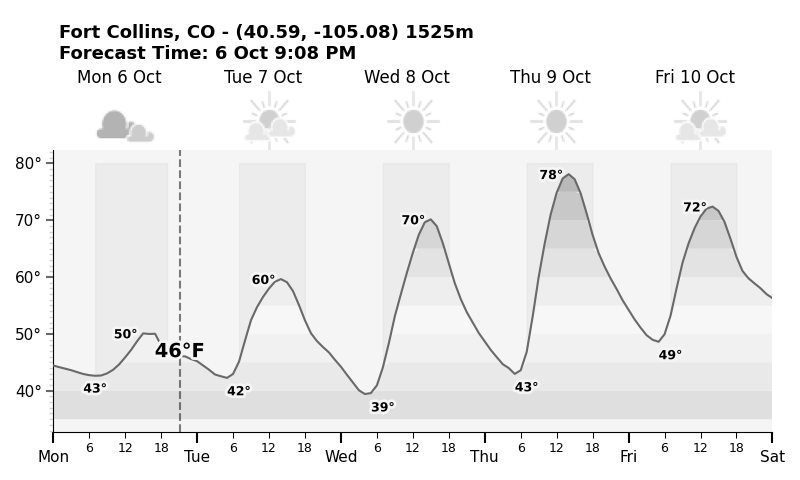 Fort Collins, CO - (40.59, -105.08) 1525m
Forecast Time: 6 Oct 9:08 PM
Mon 6 Oct Tue 7 Oct Wed 8 Oct Thu 9 Oct Fri 10 Oct
80°
78°
72°
70° 70°
60° 60°
50° 50°
46°F
49°
40° 43° 42° 39° 43°
6 12 18 6 12 18 6 12 18 6 12 18 6 12 18
Mon Tue Wed Thu Fri Sat